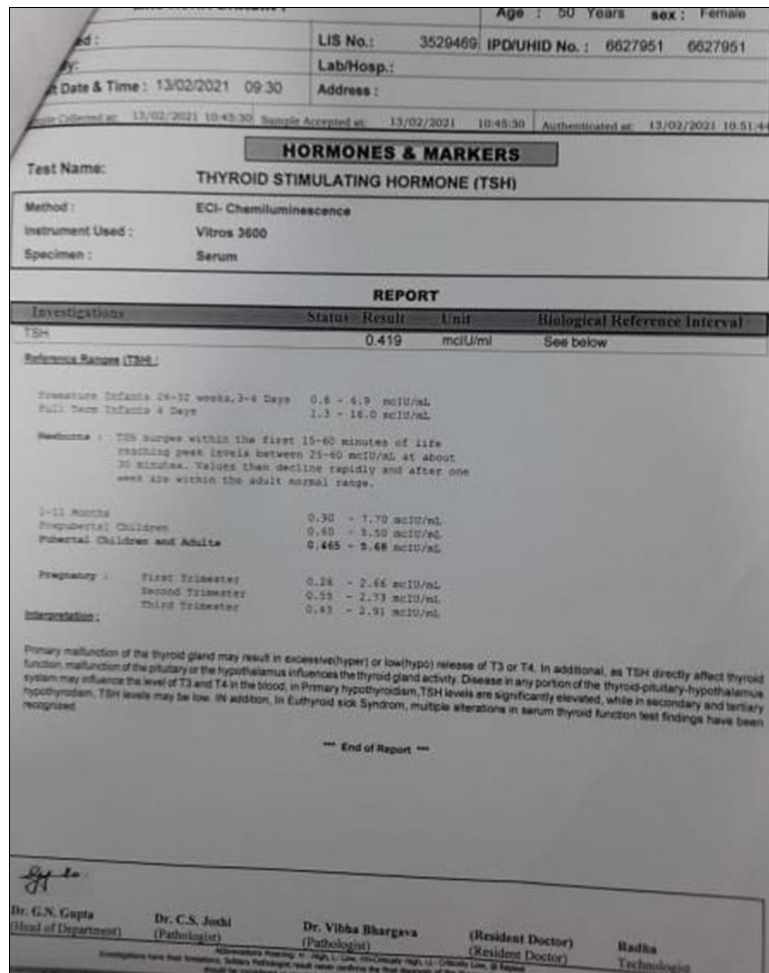 Age : 50 Years sex : Female
LIS No.: 3529469 IPD/UHID No. : 6627951 6627951
Lab/Hosp.:
Date & Time : 13/02/2021 09:30 Address :
Collected at: 13/02/2021 10:45:30 Sample Accepted at: 13/02/2021 10:45:30 Authenticated at: 13/02/2021 10:51:44
HORMONES & MARKERS
Test Name: THYROID STIMULATING HORMONE (TSH)
Method : ECI- Chemiluminescence
Instrument Used : Vitros 3600
Specimen : Serum
REPORT
Investigations Status Result Unit Biological Reference Interval
TSH 0.419 mcIU/ml See below
Reference Ranges (TSH) :
Premature Infants 26-32 weeks,3-4 Days 0.8 - 6.9 mcIU/mL
Full Term Infants 4 Days 1.3 - 16.0 mcIU/mL
Newborns : TSH surges within the first 15-60 minutes of life
reaching peak levels between 25-60 mcIU/mL at about
30 minutes. Values than decline rapidly and after one
week are within the adult normal range.
1-11 Months 0.90 - 7.70 mcIU/mL
Prepubertal Children 0.60 - 5.50 mcIU/mL
Pubertal Children and Adults 0.465 - 5.68 mcIU/mL
Pregnancy : First Trimester 0.26 - 2.66 mcIU/mL
Second Trimester 0.55 - 2.73 mcIU/mL
Third Trimester 0.43 - 2.91 mcIU/mL
Interpretation :
Primary malfunction of the thyroid gland may result in excessive(hyper) or low(hypo) release of T3 or T4. In additional, as TSH directly affect thyroid
function, malfunction of the pituitary or the hypothalamus influences the thyroid gland activity. Disease in any portion of the thyroid-pituitary-hypothalamus
system may influence the level of T3 and T4 in the blood, in Primary hypothyroidism,TSH levels are significantly elevated, while in secondary and tertiary
hypothyrodism, TSH levels may be low. IN addition, In Euthyroid sick Syndrom, multiple alterations in serum thyroid function test findings have been
recognized.
*** End of Report ***
Dr. G.N. Gupta Dr. C.S. Joshi Dr. Vibha Bhargava (Resident Doctor) Radha
(Head of Department) (Pathologist) (Pathologist) (Resident Doctor) Technologist